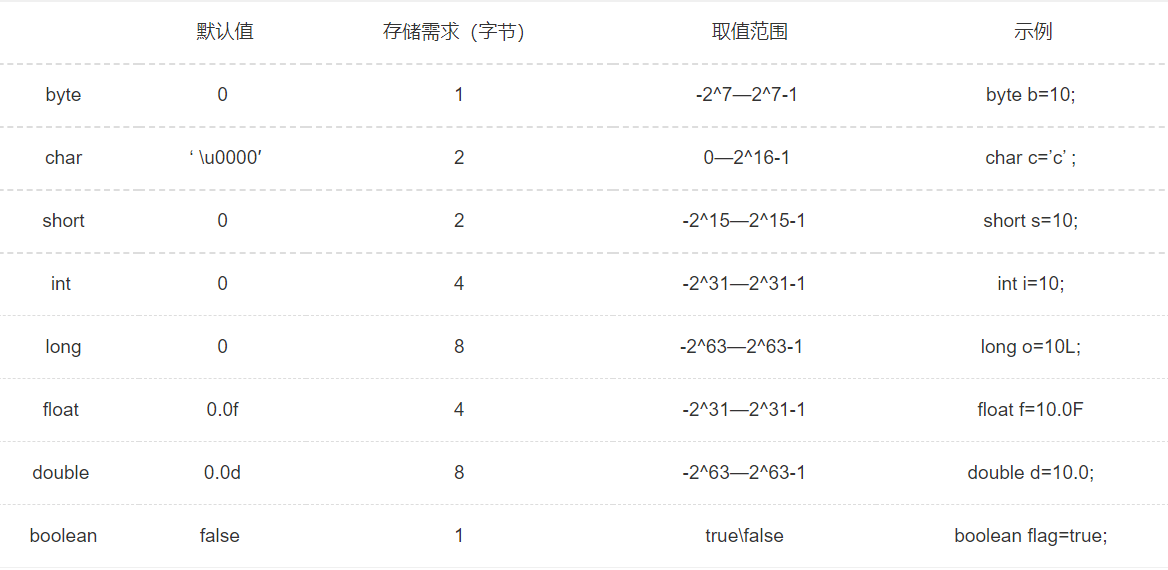 默认值 存储需求（字节） 取值范围 示例
byte 0 1 -2^7—2^7-1 byte b=10;
char ‘ \u0000′ 2 0—2^16-1 char c=’c’ ;
short 0 2 -2^15—2^15-1 short s=10;
int 0 4 -2^31—2^31-1 int i=10;
long 0 8 -2^63—2^63-1 long o=10L;
float 0.0f 4 -2^31—2^31-1 float f=10.0F
double 0.0d 8 -2^63—2^63-1 double d=10.0;
boolean false 1 true\false boolean flag=true;